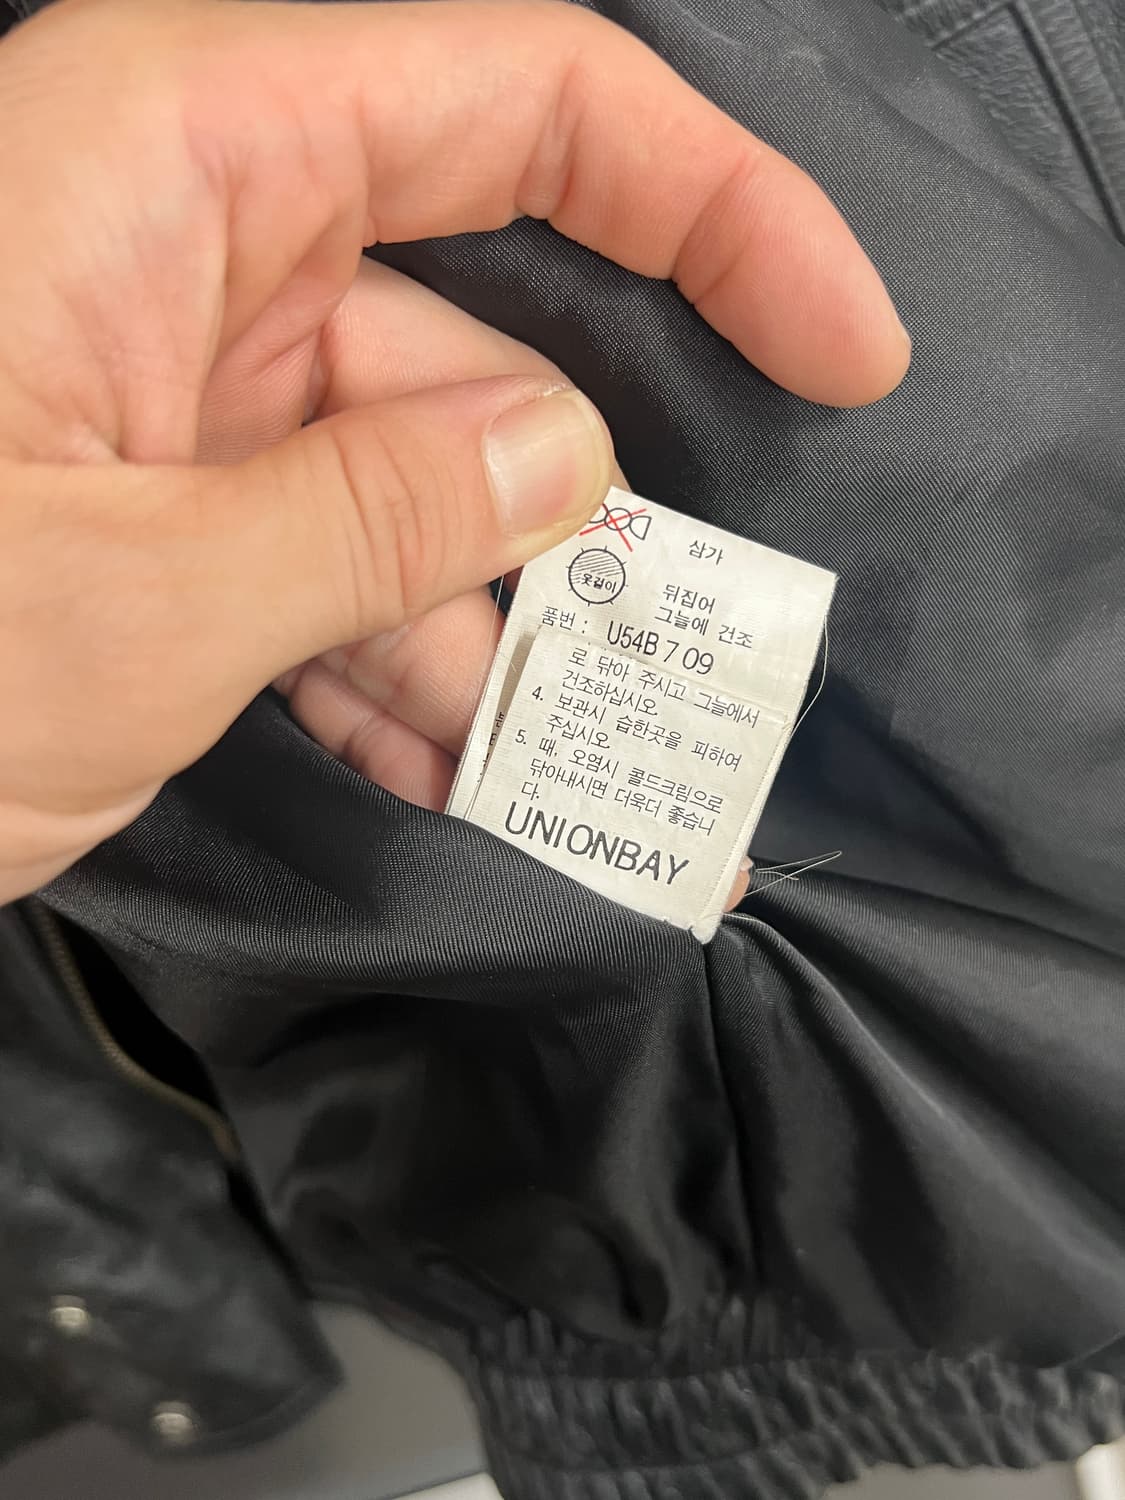 삼가
옷걸이
뒤집어
그늘에 건조
품번 : U54B 7 09
로 닦아 주시고 그늘에서
건조하십시오.
4. 보관시 습한곳을 피하여
주십시오.
5. 때, 오염시 콜드크림으로
닦아내시면 더욱더 좋습니
다.
UNIONBAY